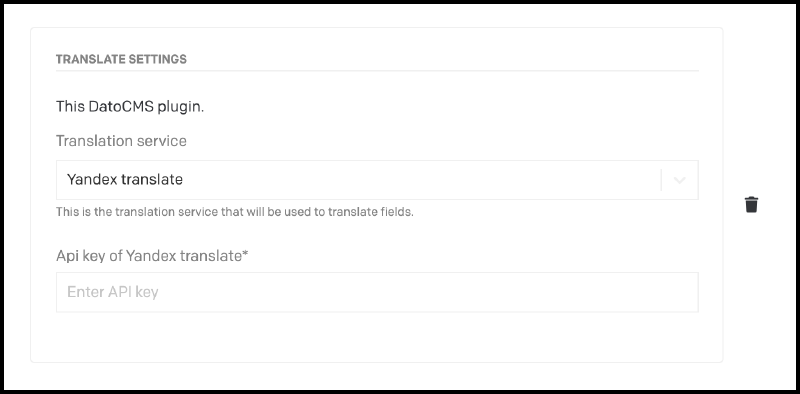 TRANSLATE SETTINGS
This DatoCMS plugin.
Translation service
Yandex translate
This is the translation service that will be used to translate fields.
Api key of Yandex translate*
Enter API key